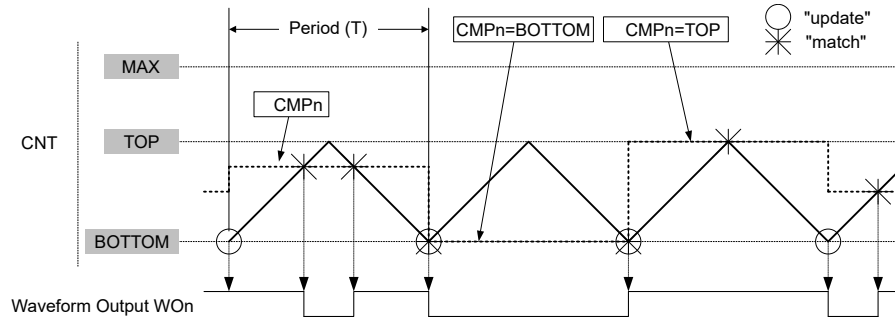 Period (T)
CMPn=BOTTOM
CMPn=TOP
"update"
"match"
MAX
CMPn
CNT
TOP
BOTTOM
Waveform Output WOn